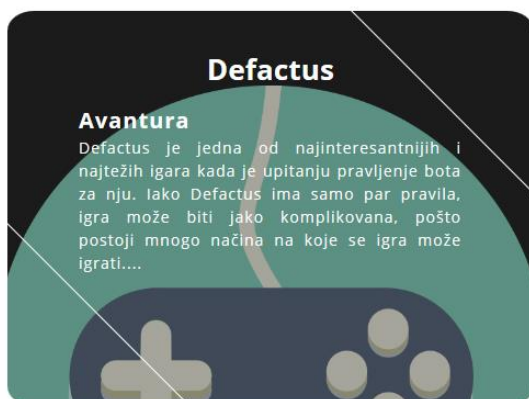 Defactus
Avantura
Defactus je jedna od najinteresantnijih i
najtežih igara kada je upitanju pravljenje bota
za nju. Iako Defactus ima samo par pravila,
igra može biti jako komplikovana, pošto
postoji mnogo načina na koje se igra može
igrati....